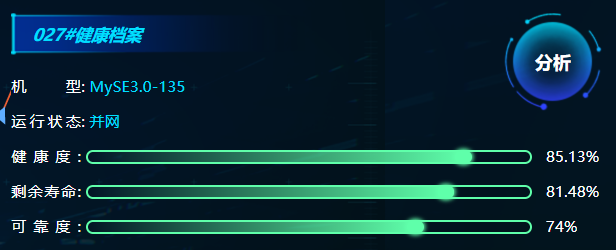 027#健康档案
分析
机 型: MySE3.0-135
运行状态: 并网
健 康 度 : 85.13%
剩余寿命: 81.48%
可 靠 度 : 74%